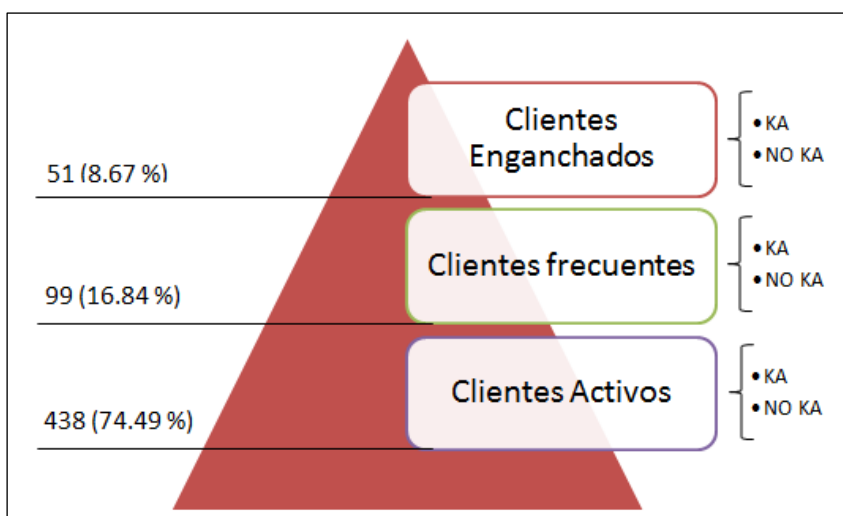 Clientes
Enganchados
• KA
• NO KA
51 (8.67 %)
Clientes frecuentes
• KA
• NO KA
99 (16.84 %)
Clientes Activos
• KA
• NO KA
438 (74.49 %)